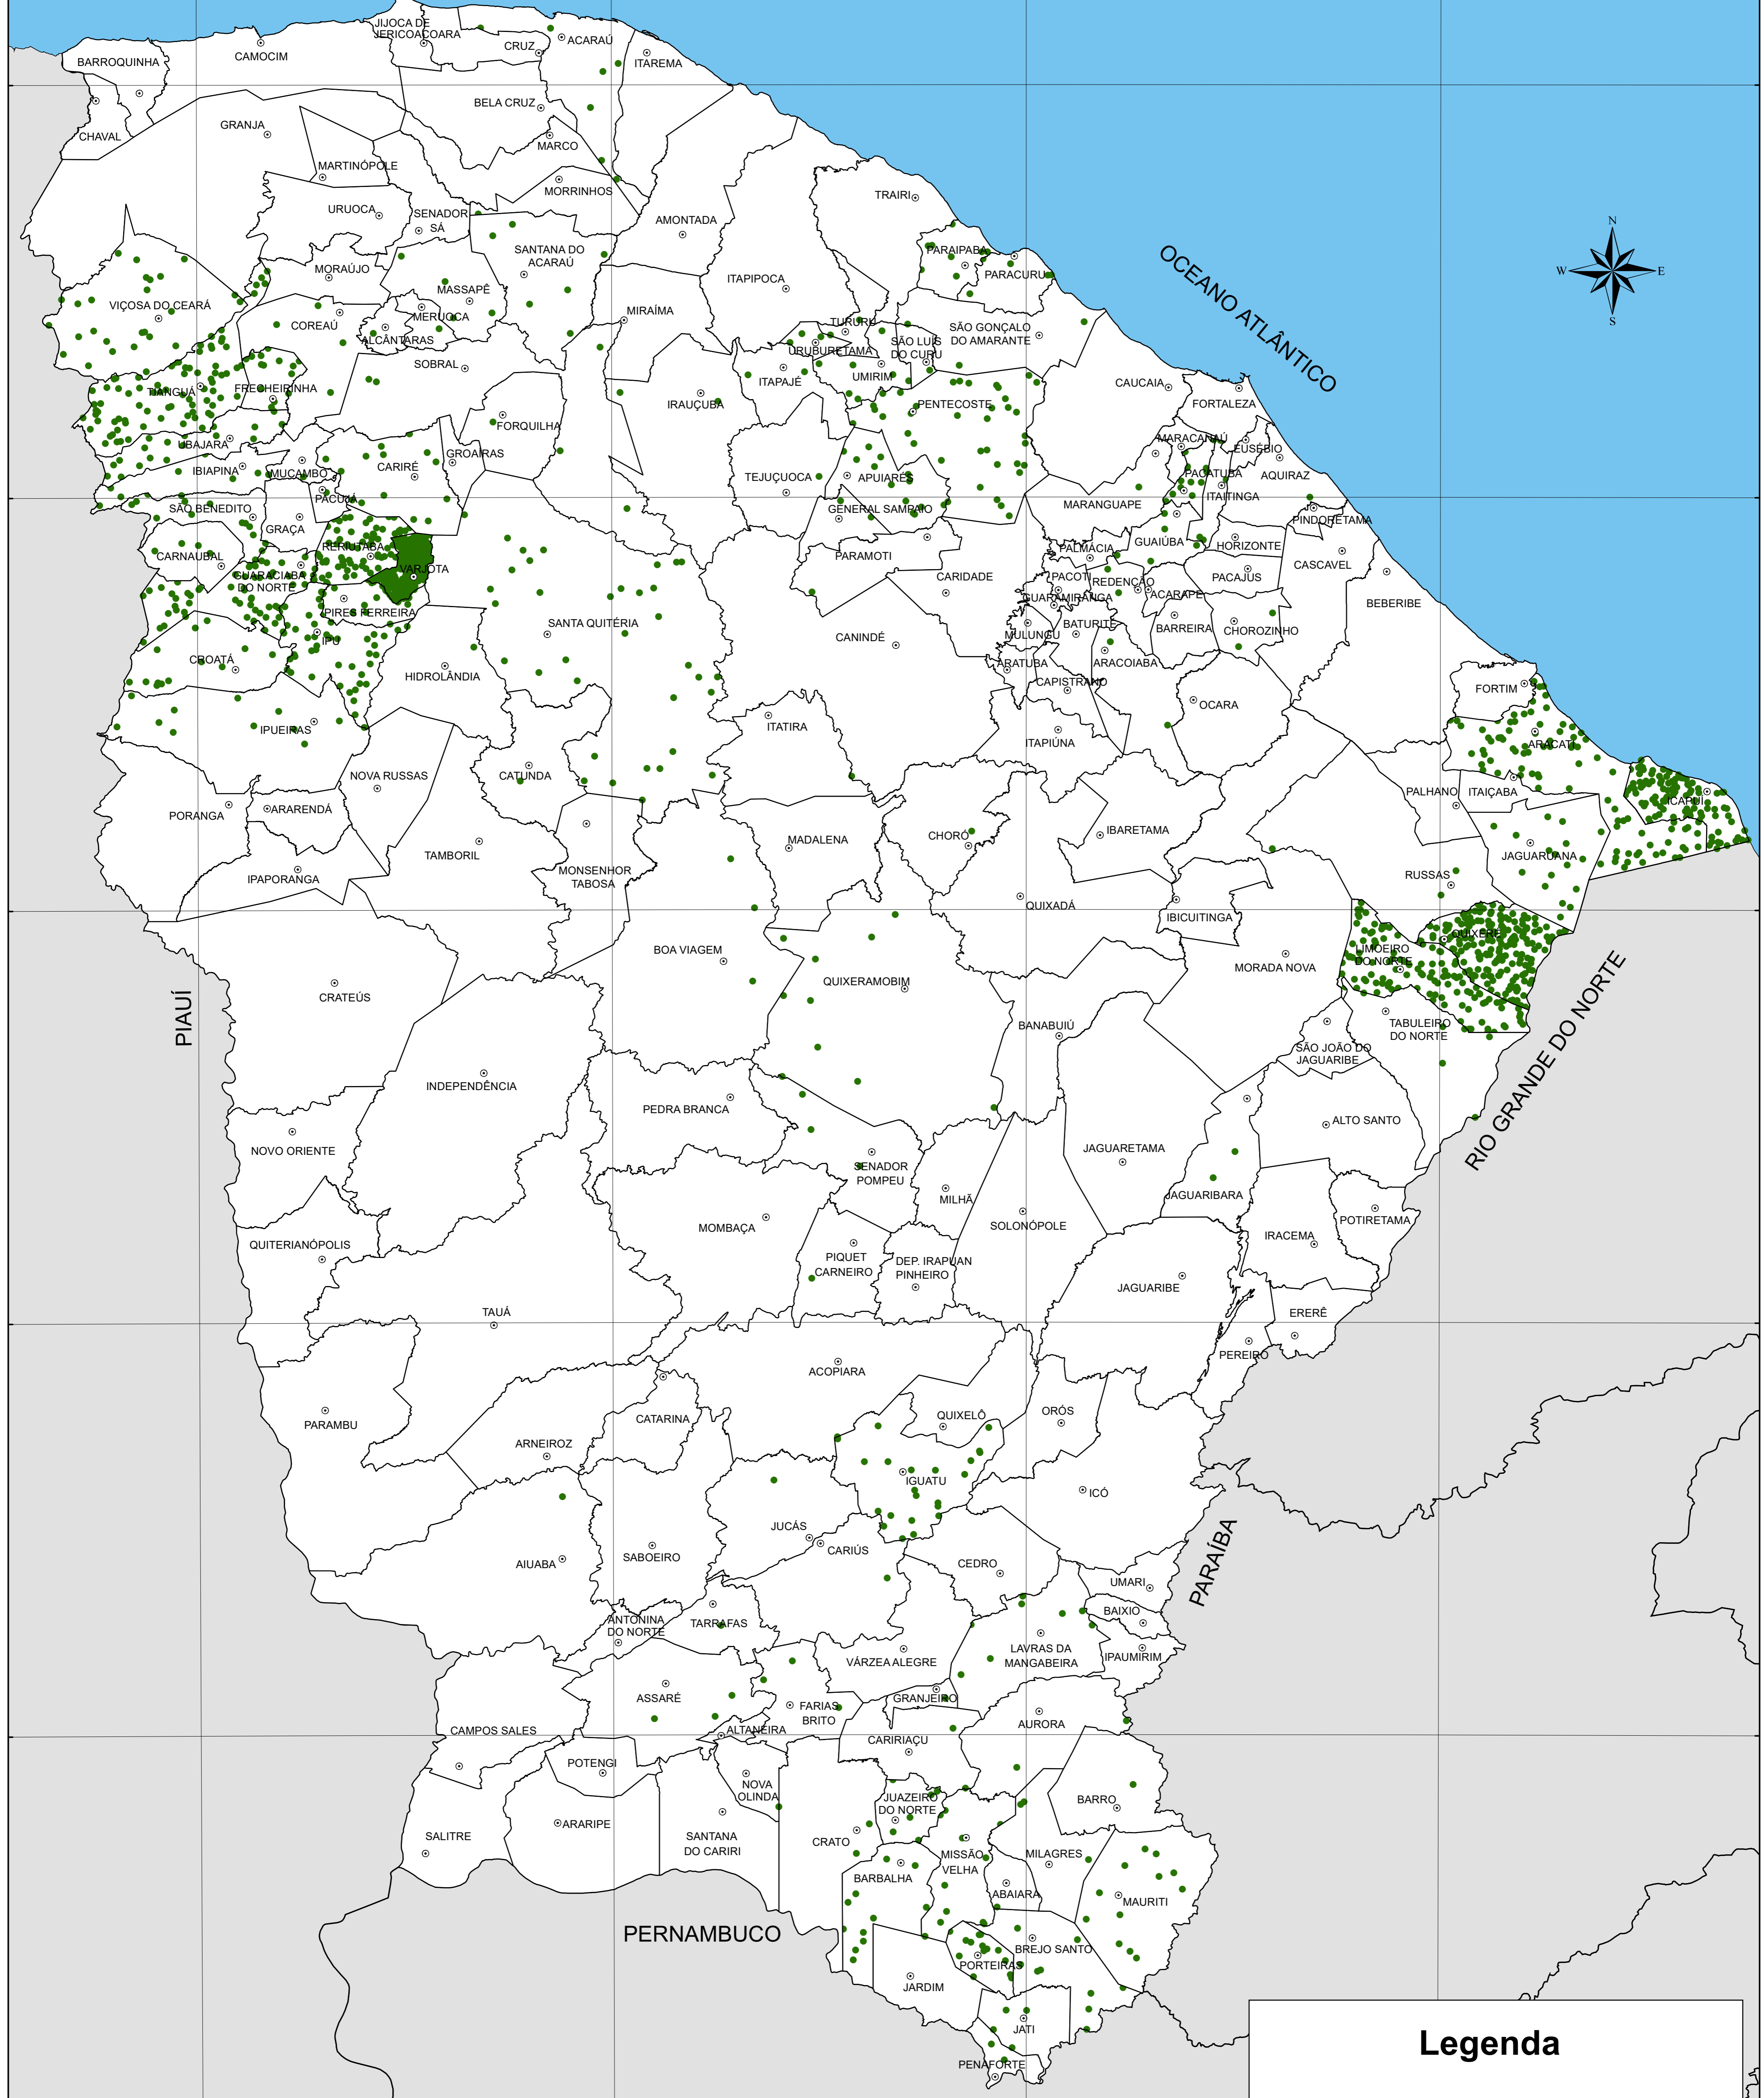 JIJOCA DE
JERICOACOARA
CRUZ
ACARAÚ
ITAREMA
BARROQUINHA
CAMOCIM
CHAVAL
BELA CRUZ
GRANJA
MARCO
MARTINÓPOLE
MORRINHOS
URUOCA
SENADOR
SÁ
AMONTADA
TRAIRI
N
W
E
S
SANTANA DO
ACARAÚ
PARAIPABA
PARACURU
OCEANO ATLÂNTICO
MORAÚJO
MASSAPÊ
ITAPIPOCA
VIÇOSA DO CEARÁ
MERUOCA
MIRAÍMA
COREAÚ
TURURU
ALCÂNTARAS
SÃO GONÇALO
DO AMARANTE
SÃO LUÍS
DO CURU
URUBURETAMA
SOBRAL
UMIRIM
ITAPAJÉ
CAUCAIA
TIANGUÁ
FRECHEIRINHA
IRAUÇUBA
PENTECOSTE
FORTALEZA
FORQUILHA
UBAJARA
MARACANAÚ
EUSÉBIO
IBIAPINA
MUCAMBO
CARIRÉ
GROAÍRAS
TEJUÇUOCA
APUIARÉS
PACATUBA
AQUIRAZ
PACUJÁ
ITAITINGA
SÃO BENEDITO
GENERAL SAMPAIO
MARANGUAPE
GRAÇA
PINDORETAMA
CARNAUBAL
RERIUTABA
PARAMOTI
PALMÁCIA
GUAIÚBA
HORIZONTE
VARJOTA
CASCAVEL
GUARACIABA
DO NORTE
CARIDADE
PACOTI
REDENÇÃO
PACAJUS
GUARAMIRANGA
ACARAPE
BEBERIBE
PIRES FERREIRA
SANTA QUITÉRIA
BATURITÉ
BARREIRA
CHOROZINHO
IPU
CANINDÉ
MULUNGU
CROATÁ
ARATUBA
ARACOIABA
HIDROLÂNDIA
CAPISTRANO
FORTIM
OCARA
IPUEIRAS
ITATIRA
ITAPIÚNA
ARACATI
NOVA RUSSAS
CATUNDA
PALHANO
ITAIÇABA
ICAPUÍ
PORANGA
ARARENDÁ
MADALENA
CHORÓ
IBARETAMA
TAMBORIL
JAGUARUANA
IPAPORANGA
MONSENHOR
TABOSA
RUSSAS
QUIXADÁ
IBICUITINGA
QUIXERÉ
BOA VIAGEM
LIMOEIRO
DO NORTE
MORADA NOVA
QUIXERAMOBIM
CRATEÚS
PIAUÍ
BANABUIÚ
TABULEIRO
DO NORTE
SÃO JOÃO DO
JAGUARIBE
RIO GRANDE DO NORTE
INDEPENDÊNCIA
PEDRA BRANCA
ALTO SANTO
NOVO ORIENTE
JAGUARETAMA
SENADOR
POMPEU
MILHÃ
JAGUARIBARA
MOMBAÇA
SOLONÓPOLE
POTIRETAMA
IRACEMA
QUITERIANÓPOLIS
PIQUET
CARNEIRO
DEP. IRAPUAN
PINHEIRO
JAGUARIBE
TAUÁ
ERERÊ
PEREIRO
ACOPIARA
ORÓS
QUIXELÔ
PARAMBU
CATARINA
ARNEIROZ
IGUATU
ICÓ
JUCÁS
CARIÚS
SABOEIRO
AIUABA
CEDRO
PARAÍBA
UMARI
BAIXIO
ANTONINA
DO NORTE
TARRAFAS
LAVRAS DA
MANGABEIRA
IPAUMIRIM
VÁRZEA ALEGRE
ASSARÉ
GRANJEIRO
FARIAS
BRITO
AURORA
CAMPOS SALES
ALTANEIRA
CARIRIAÇU
POTENGI
NOVA
OLINDA
JUAZEIRO
DO NORTE
BARRO
ARARIPE
SALITRE
SANTANA
DO CARIRI
CRATO
MISSÃO
VELHA
MILAGRES
BARBALHA
ABAIARA
MAURITI
PERNAMBUCO
BREJO SANTO
PORTEIRAS
JARDIM
JATI
PENAFORTE
Legenda